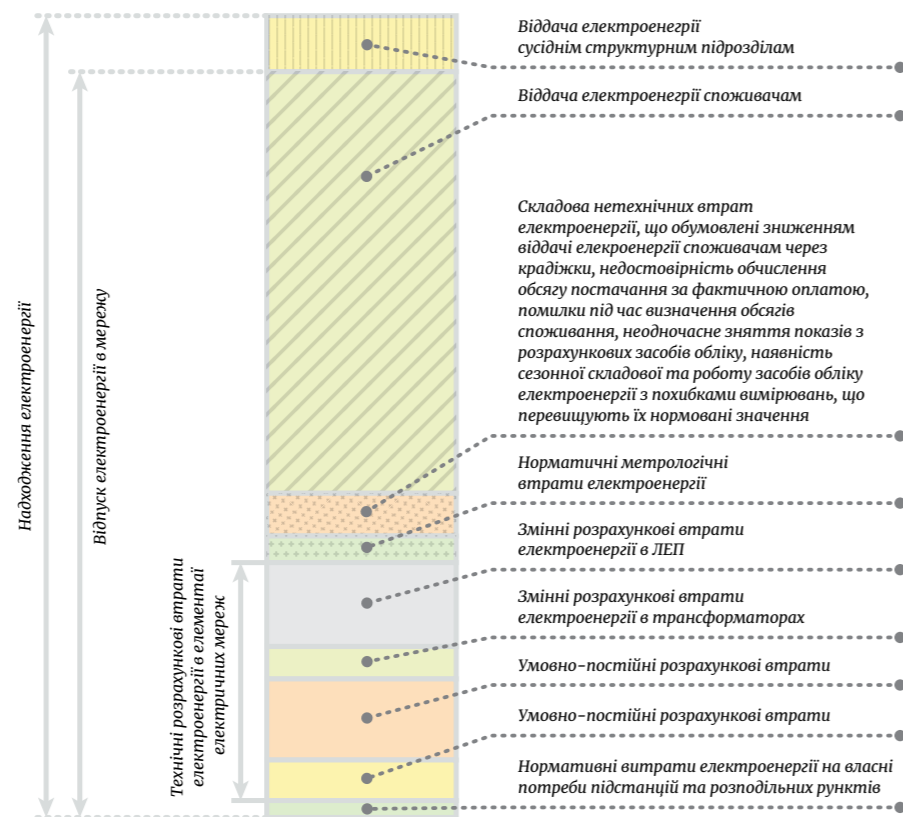 Віддача електроенегрії
сусіднім структурним підрозділам
Віддача електроенегрії споживачам
Складова нетехнічних втрат
електроенергії, що обумовлені зниженням
віддачі елекроенергії споживачам через
крадіжки, недостовірність обчислення
обсягу постачання за фактичною оплатою,
помилки під час визначення обсягів
споживання, неодночасне зняття показів з
розрахункових засобів обліку, наявність
сезонної складової та роботу засобів обліку
електроенергії з похибками вимірювань, що
перевищують їх нормовані значення
Норматичні метрологічні
втрати електроенергії
Змінні розрахункові втрати
електроенергії в ЛЕП
Змінні розрахункові втрати
електроенергії в трансформаторах
Умовно-постійні розрахункові втрати
Умовно-постійні розрахункові втрати
Нормативні витрати електроенергії на власні
потреби підстанцій та розподільних рунктів
Надходження електроенергії
Відпуск електроенергії в мережу
Технічні розрахункові втрати
електроенергії в елементаї
електричних мереж